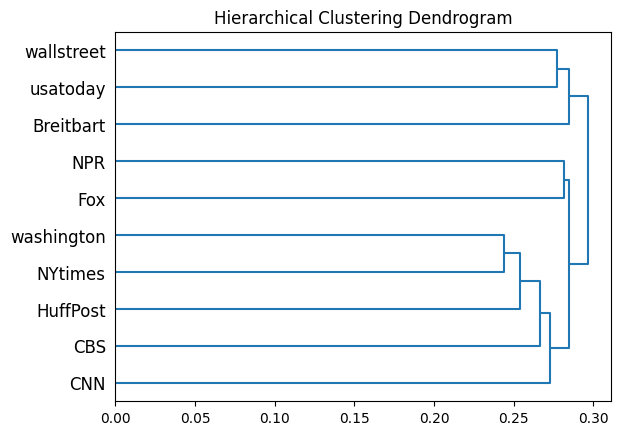 Hierarchical Clustering Dendrogram
wallstreet
usatoday
Breitbart
NPR
Fox
washington
NYtimes
HuffPost
CBS
CNN
0.00 0.05 0.10 0.15 0.20 0.25 0.30